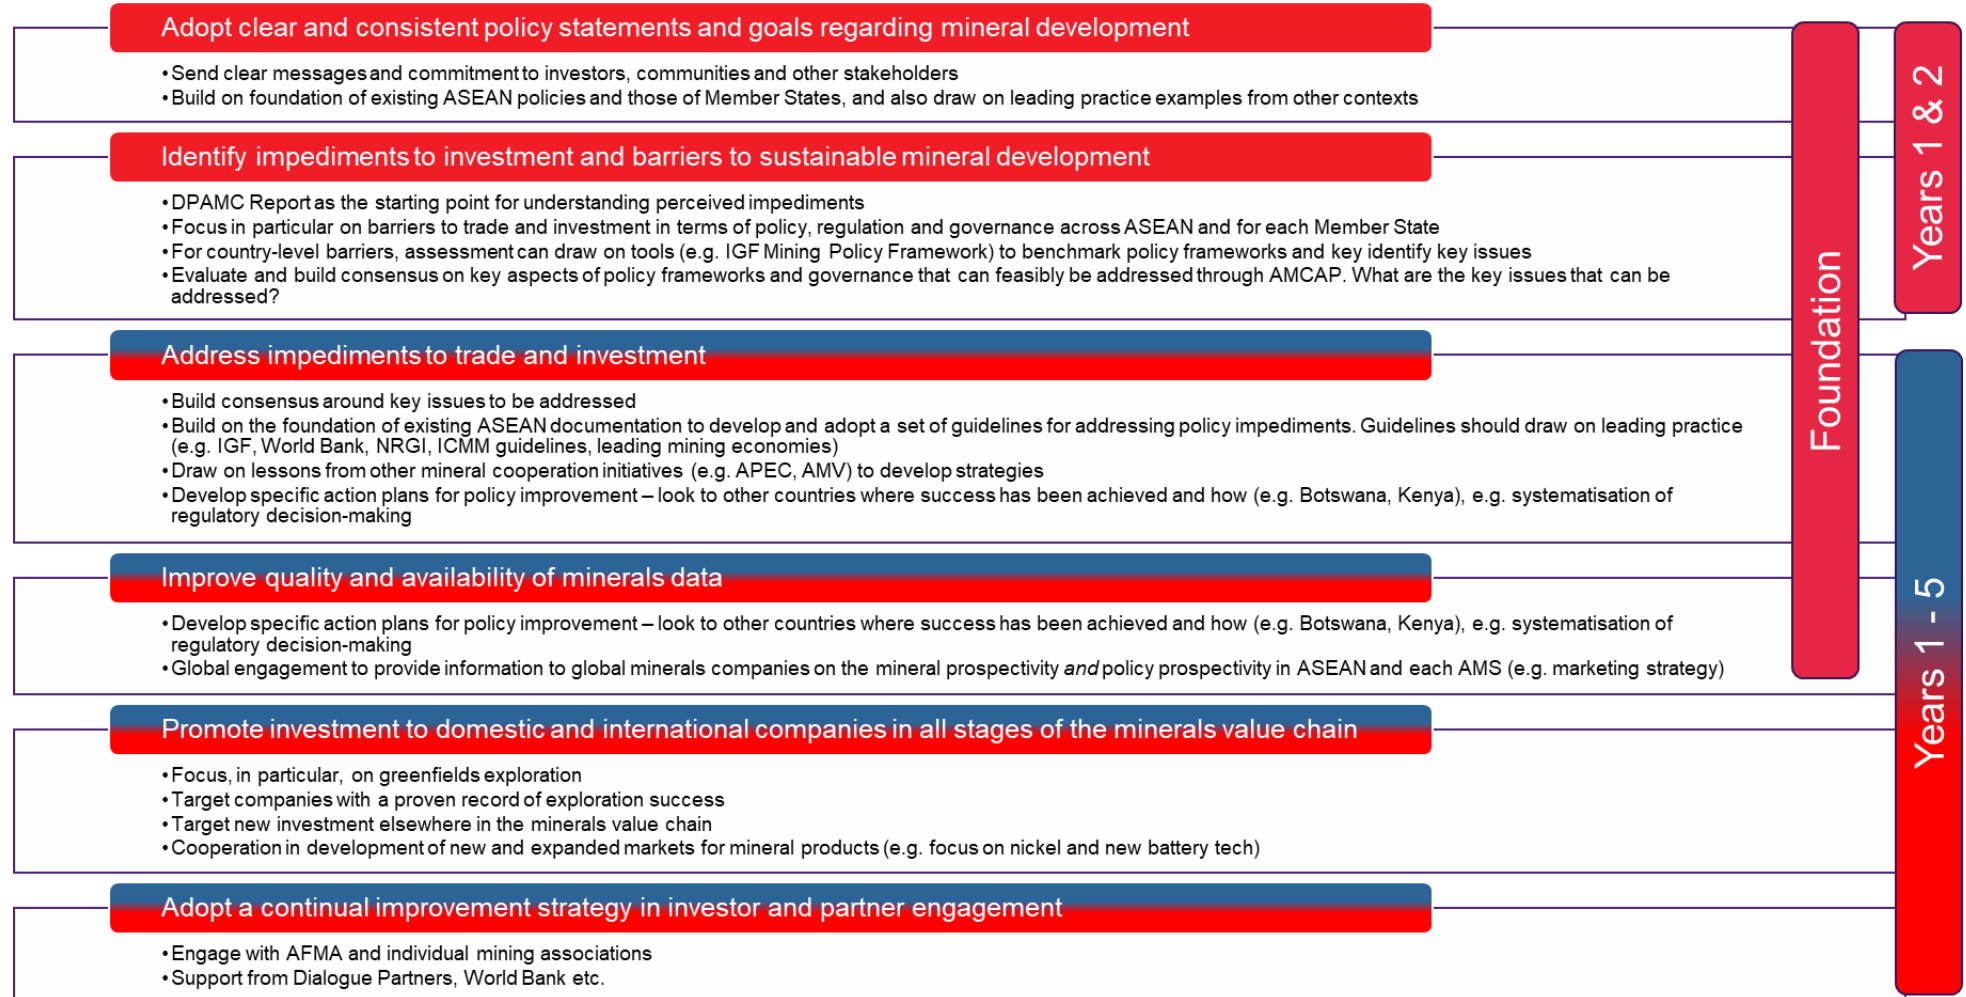 Adopt clear and consistent policy statements and goals regarding mineral development
•Send clear messages and commitment to investors, communities and other stakeholders
•Build on foundation of existing ASEAN policies and those of Member States, and also draw on leading practice examples from other contexts
Identify impediments to investment and barriers to sustainable mineral development
•DPAMC Report as the starting point for understanding perceived impediments
•Focus in particular on barriers to trade and investment in terms of policy, regulation and governance across ASEAN and for each Member State
•For country-level barriers, assessment can draw on tools (e.g. IGF Mining Policy Framework) to benchmark policy frameworks and key identify key issues
•Evaluate and build consensus on key aspects of policy frameworks and governance that can feasibly be addressed through AMCAP. What are the key issues that can be
addressed?
Address impediments to trade and investment
•Build consensus around key issues to be addressed
•Build on the foundation of existing ASEAN documentation to develop and adopt a set of guidelines for addressing policy impediments. Guidelines should draw on leading practice
(e.g. IGF, World Bank, NRGI, ICMM guidelines, leading mining economies)
•Draw on lessons from other mineral cooperation initiatives (e.g. APEC, AMV) to develop strategies
•Develop specific action plans for policy improvement – look to other countries where success has been achieved and how (e.g. Botswana, Kenya), e.g. systematisation of
regulatory decision-making
Improve quality and availability of minerals data
•Develop specific action plans for policy improvement – look to other countries where success has been achieved and how (e.g. Botswana, Kenya), e.g. systematisation of
regulatory decision-making
•Global engagement to provide information to global minerals companies on the mineral prospectivity and policy prospectivity in ASEAN and each AMS (e.g. marketing strategy)
Promote investment to domestic and international companies in all stages of the minerals value chain
•Focus, in particular, on greenfields exploration
•Target companies with a proven record of exploration success
•Target new investment elsewhere in the minerals value chain
•Cooperation in development of new and expanded markets for mineral products (e.g. focus on nickel and new battery tech)
Adopt a continual improvement strategy in investor and partner engagement
•Engage with AFMA and individual mining associations
•Support from Dialogue Partners, World Bank etc.
Foundation
Years 1 & 2
Years 1 - 5